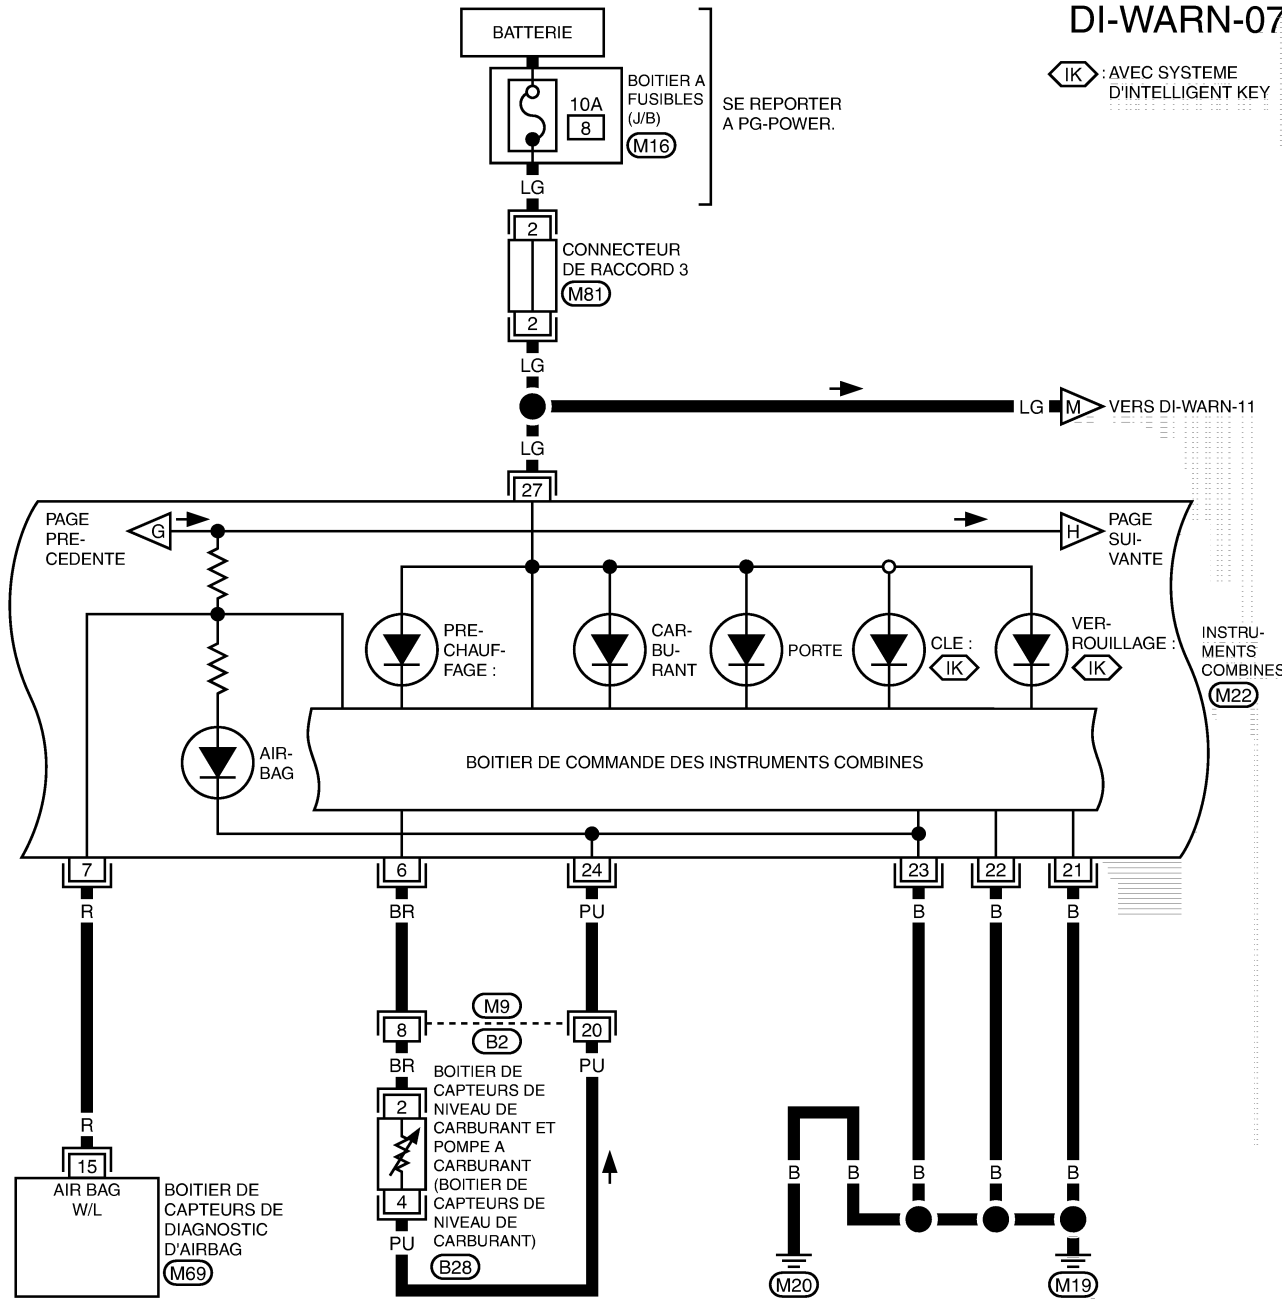 DI-WARN-07
IK : AVEC SYSTEME
D'INTELLIGENT KEY
BATTERIE
10A
8
BOITIER A
FUSIBLES
(J/B)
M16
SE REPORTER
A PG-POWER.
LG
2
CONNECTEUR
DE RACCORD 3
M81
2
LG
LG M VERS DI-WARN-11
LG
27
PAGE
PRE-
CEDENTE
G
H
PAGE
SUI-
VANTE
PRE-
CHAUF-
FAGE :
CAR-
BU-
RANT
PORTE
CLE :
IK
VER-
ROUILLAGE :
IK
INSTRU-
MENTS
COMBINES
M22
AIR-
BAG
BOITIER DE COMMANDE DES INSTRUMENTS COMBINES
7 6 24 23 22 21
R BR PU B B B
M9
8 20
B2
BR PU
BOITIER DE
CAPTEURS DE
NIVEAU DE
CARBURANT ET
POMPE A
CARBURANT
(BOITIER DE
CAPTEURS DE
NIVEAU DE
CARBURANT)
B28
2
4
PU
R
15
AIR BAG
W/L
BOITIER DE
CAPTEURS DE
DIAGNOSTIC
D'AIRBAG
M69
B B B B B
M20 M19